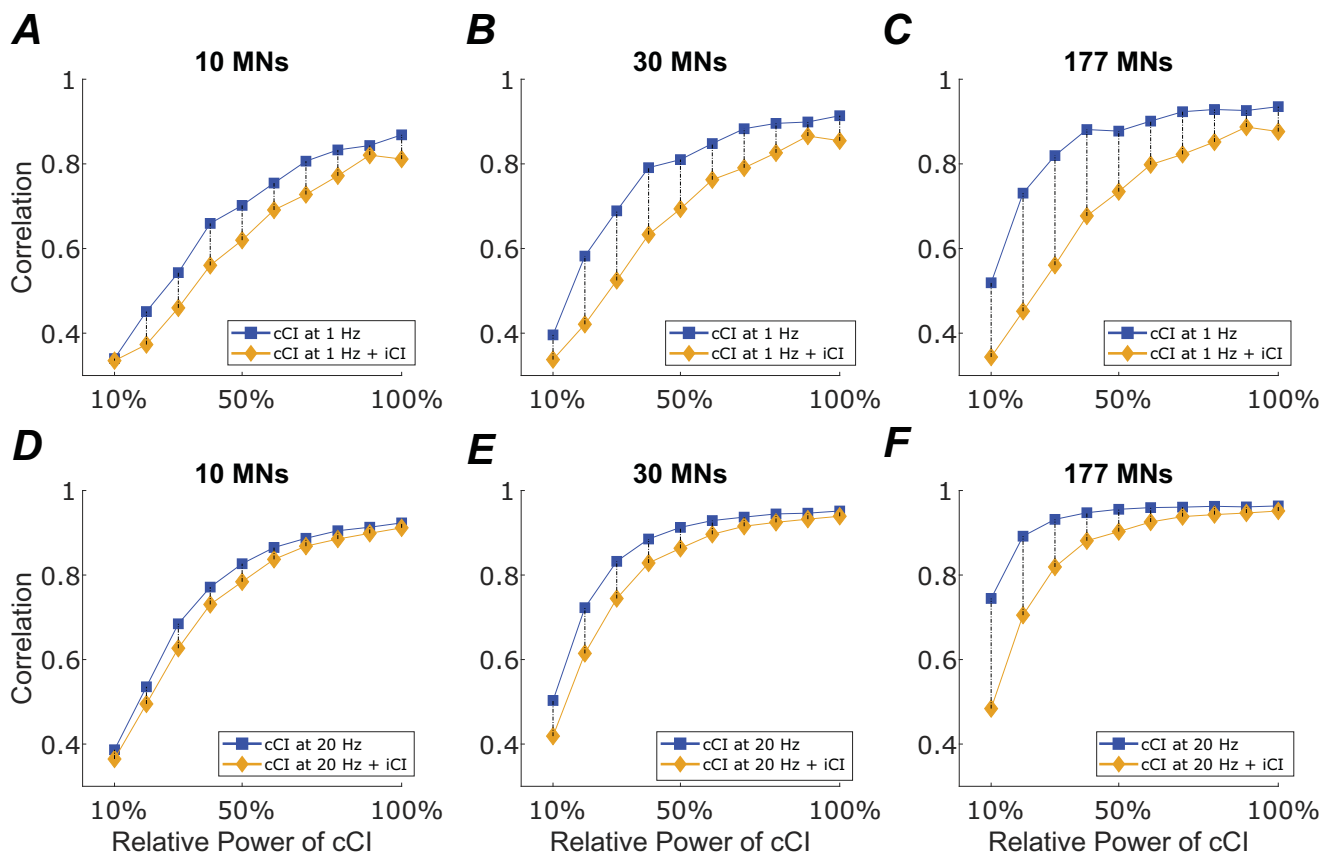 A
10 MNs
B
30 MNs
C
177 MNs
Correlation
1
0.8
0.6
0.4
cCI at 1 Hz
cCI at 1 Hz + iCI
10%
50%
100%
1
0.8
0.6
0.4
cCI at 1 Hz
cCI at 1 Hz + iCI
10%
50%
100%
1
0.8
0.6
0.4
cCI at 1 Hz
cCI at 1 Hz + iCI
10%
50%
100%
D
10 MNs
E
30 MNs
F
177 MNs
Correlation
1
0.8
0.6
0.4
cCI at 20 Hz
cCI at 20 Hz + iCI
10%
50%
100%
Relative Power of cCI
1
0.8
0.6
0.4
cCI at 20 Hz
cCI at 20 Hz + iCI
10%
50%
100%
Relative Power of cCI
1
0.8
0.6
0.4
cCI at 20 Hz
cCI at 20 Hz + iCI
10%
50%
100%
Relative Power of cCI